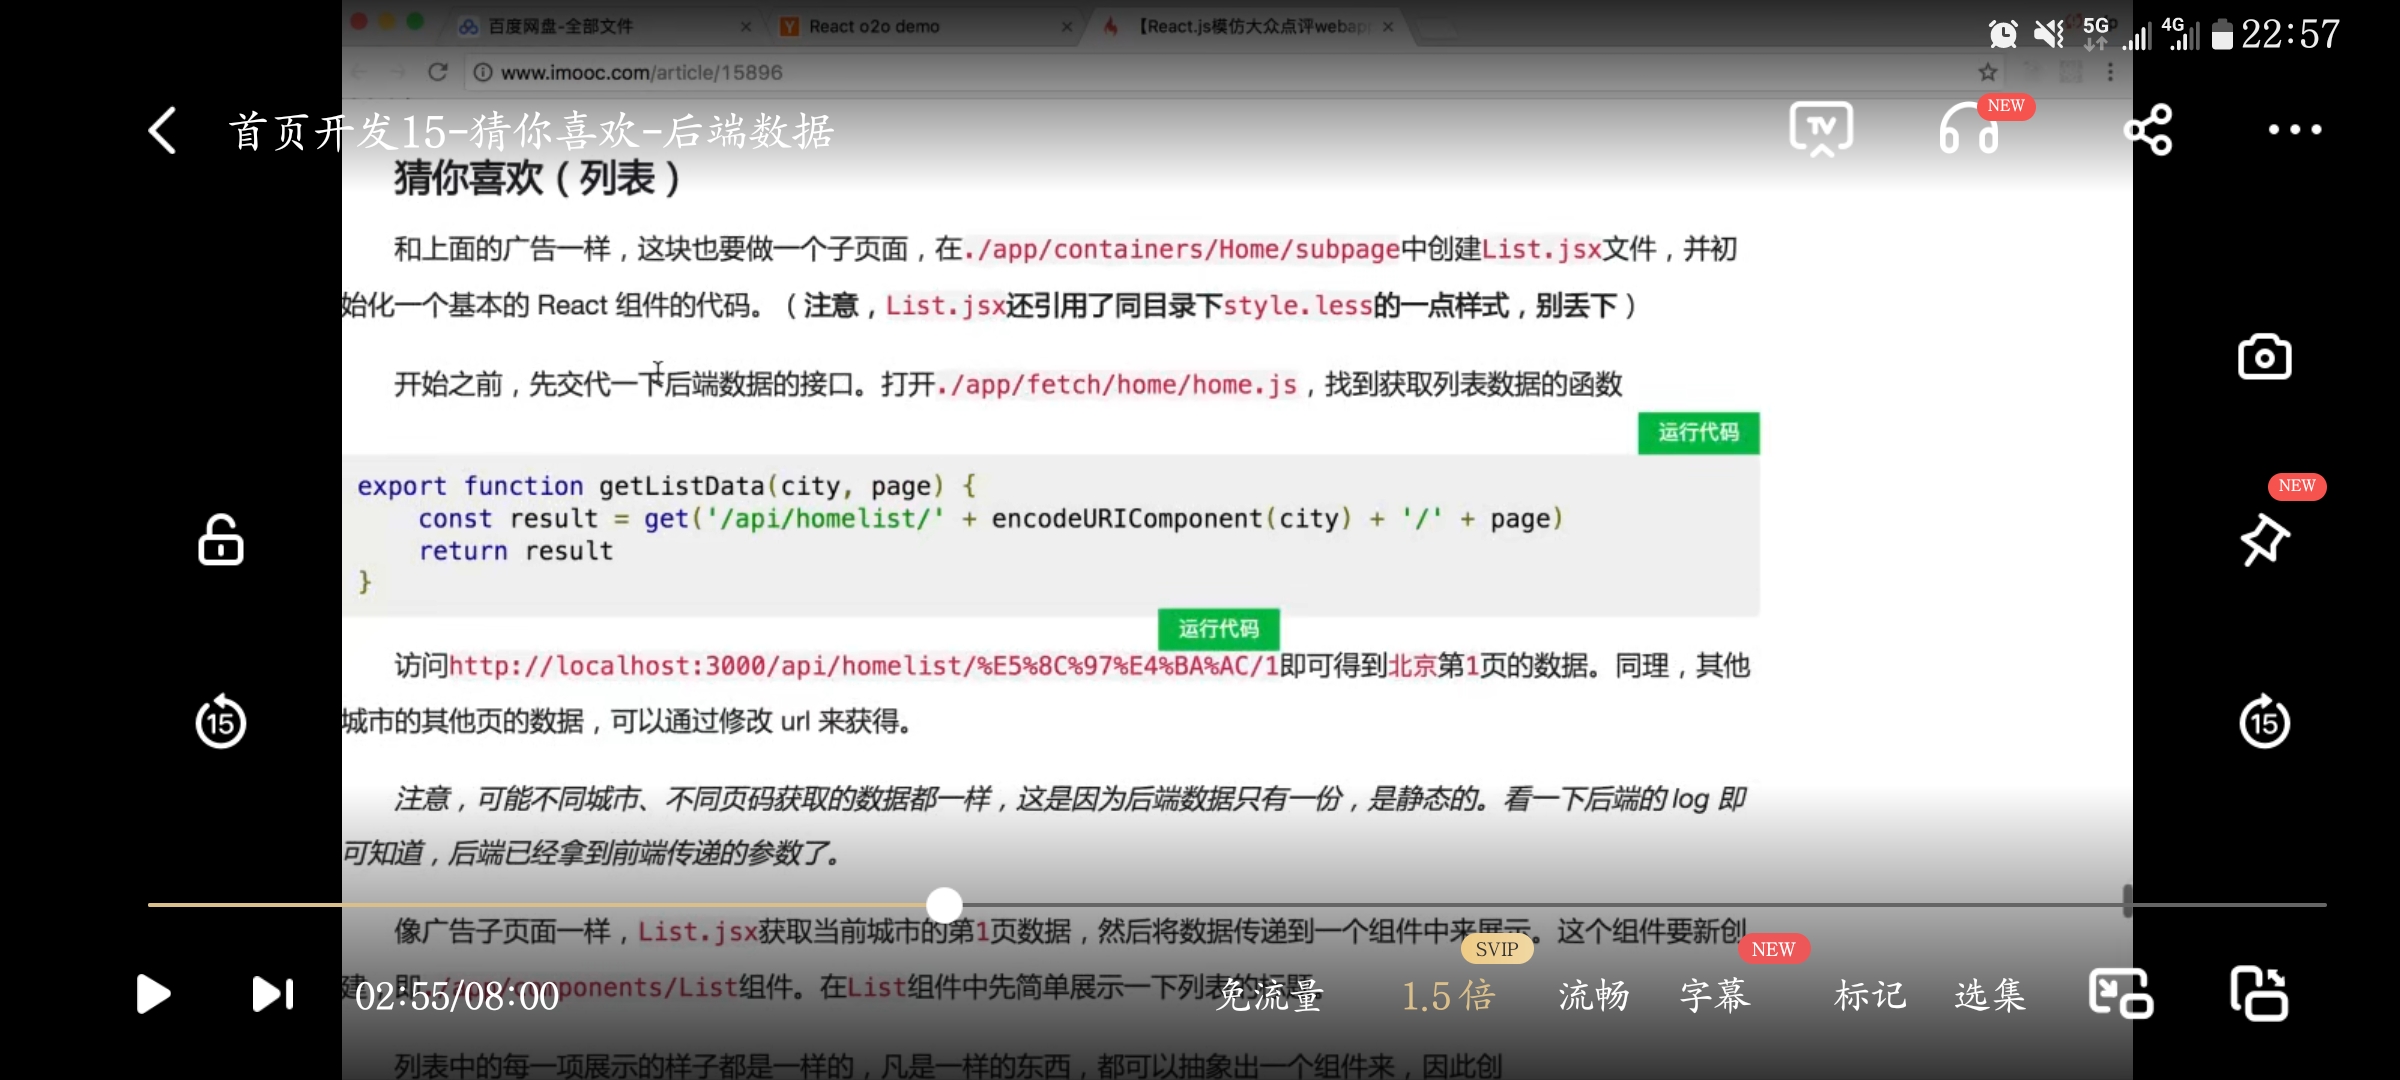 百度网盘-全部文件
React o2o demo
【React.js模仿大众点评webapp
5G
4G
22:57
www.imooc.com/article/15896
首页开发15-猜你喜欢-后端数据
TV
NEW
猜你喜欢（列表）
和上面的广告一样，这块也要做一个子页面，在./app/containers/Home/subpage中创建List.jsx文件，并初
始化一个基本的 React 组件的代码。（注意，List.jsx还引用了同目录下style.less的一点样式，别丢下）
开始之前，先交代一下后端数据的接口。打开./app/fetch/home/home.js，找到获取列表数据的函数
运行代码
export function getListData(city, page) {
    const result = get('/api/homelist/' + encodeURIComponent(city) + '/' + page)
    return result
}
NEW
运行代码
访问http://localhost:3000/api/homelist/%E5%8C%97%E4%BA%AC/1即可得到北京第1页的数据。同理，其他
城市的其他页的数据，可以通过修改 url 来获得。
15
15
注意，可能不同城市、不同页码获取的数据都一样，这是因为后端数据只有一份，是静态的。看一下后端的 log 即
可知道，后端已经拿到前端传递的参数了。
像广告子页面一样，List.jsx获取当前城市的第1页数据，然后将数据传递到一个组件中来展示。这个组件要新创
建，即./app/components/List组件。在List组件中先简单展示一下列表的标题。
SVIP
NEW
02:55/08:00
免流量
1.5倍
流畅
字幕
标记
选集
列表中的每一项展示的样子都是一样的，凡是一样的东西，都可以抽象出一个组件来，因此创